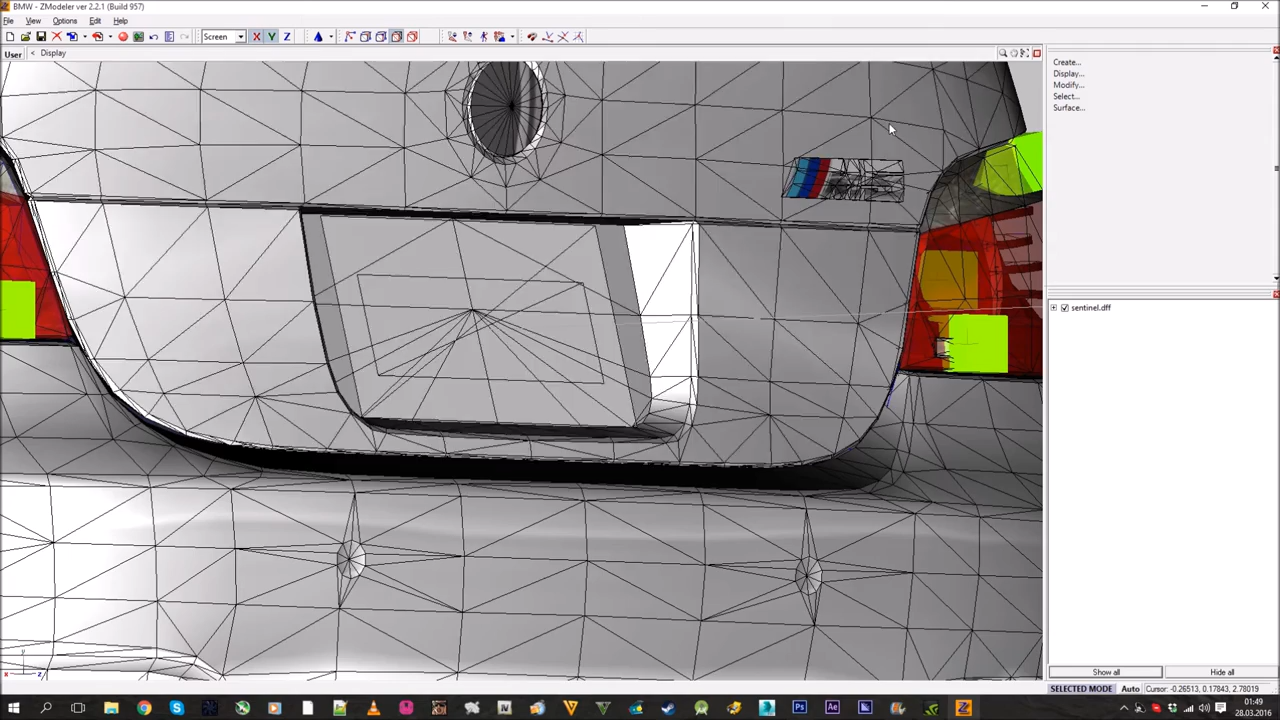 BMW - ZModeler ver 2.2.1 (Build 957)
File View Options Edit Help
Screen X Y Z
User < Display
Create...
Display...
Modify...
Select...
Surface...
sentinel.dff
Show all Hide all
SELECTED MODE Auto Cursor: -0.26513, 0.17843, 2.78019
01:49
28.03.2016